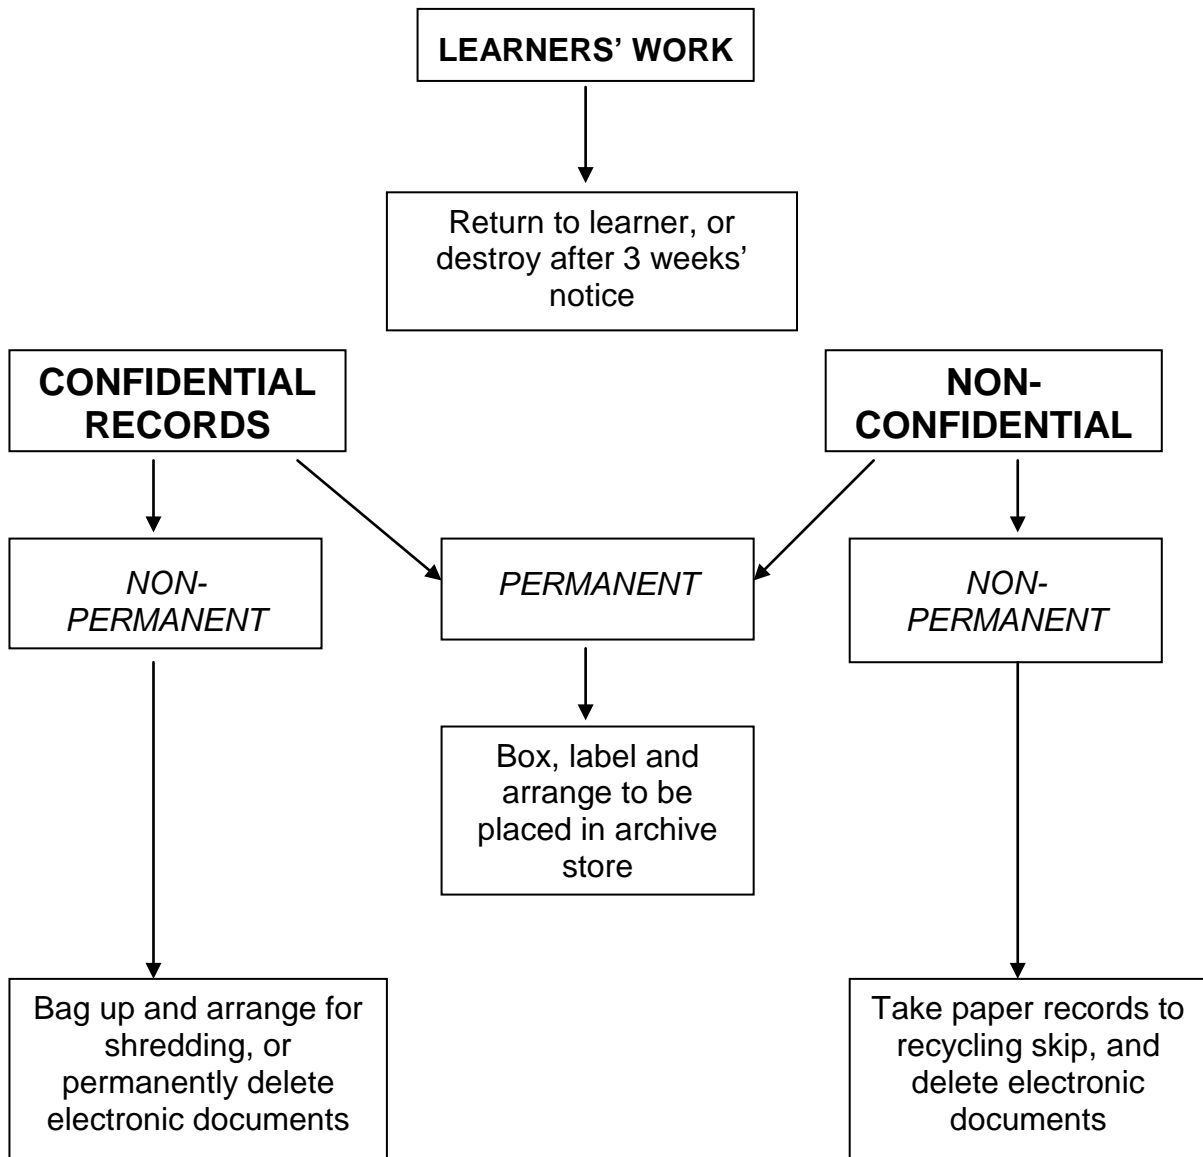 LEARNERS’ WORK
Return to learner, or
destroy after 3 weeks’
notice
CONFIDENTIAL
RECORDS
NON-
CONFIDENTIAL
NON-
PERMANENT
PERMANENT
NON-
PERMANENT
Box, label and
arrange to be
placed in archive
store
Bag up and arrange for
shredding, or
permanently delete
electronic documents
Take paper records to
recycling skip, and
delete electronic
documents